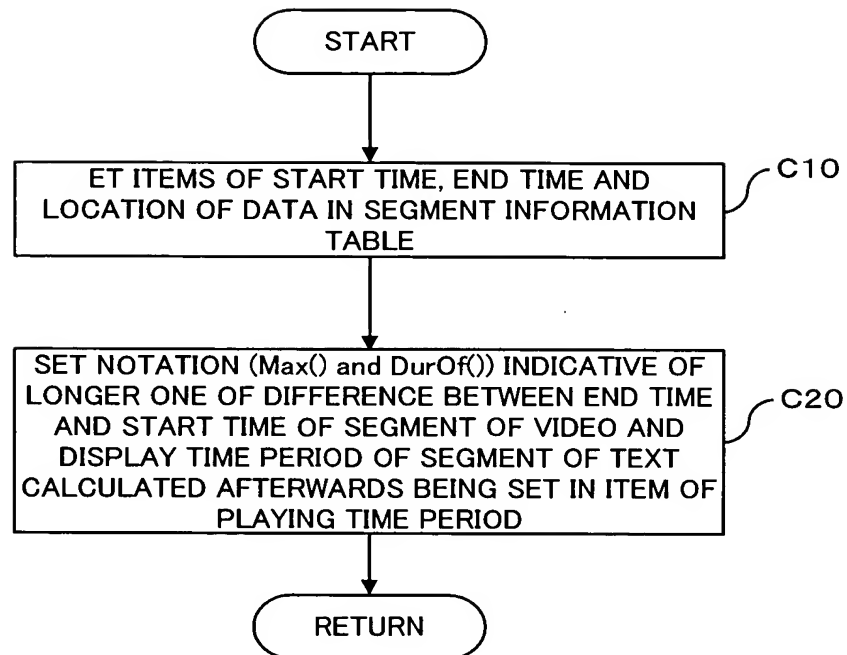 START
ET ITEMS OF START TIME, END TIME AND
LOCATION OF DATA IN SEGMENT INFORMATION
TABLE
C10
SET NOTATION (Max() and DurOf()) INDICATIVE OF
LONGER ONE OF DIFFERENCE BETWEEN END TIME
AND START TIME OF SEGMENT OF VIDEO AND
DISPLAY TIME PERIOD OF SEGMENT OF TEXT
CALCULATED AFTERWARDS BEING SET IN ITEM OF
PLAYING TIME PERIOD
C20
RETURN